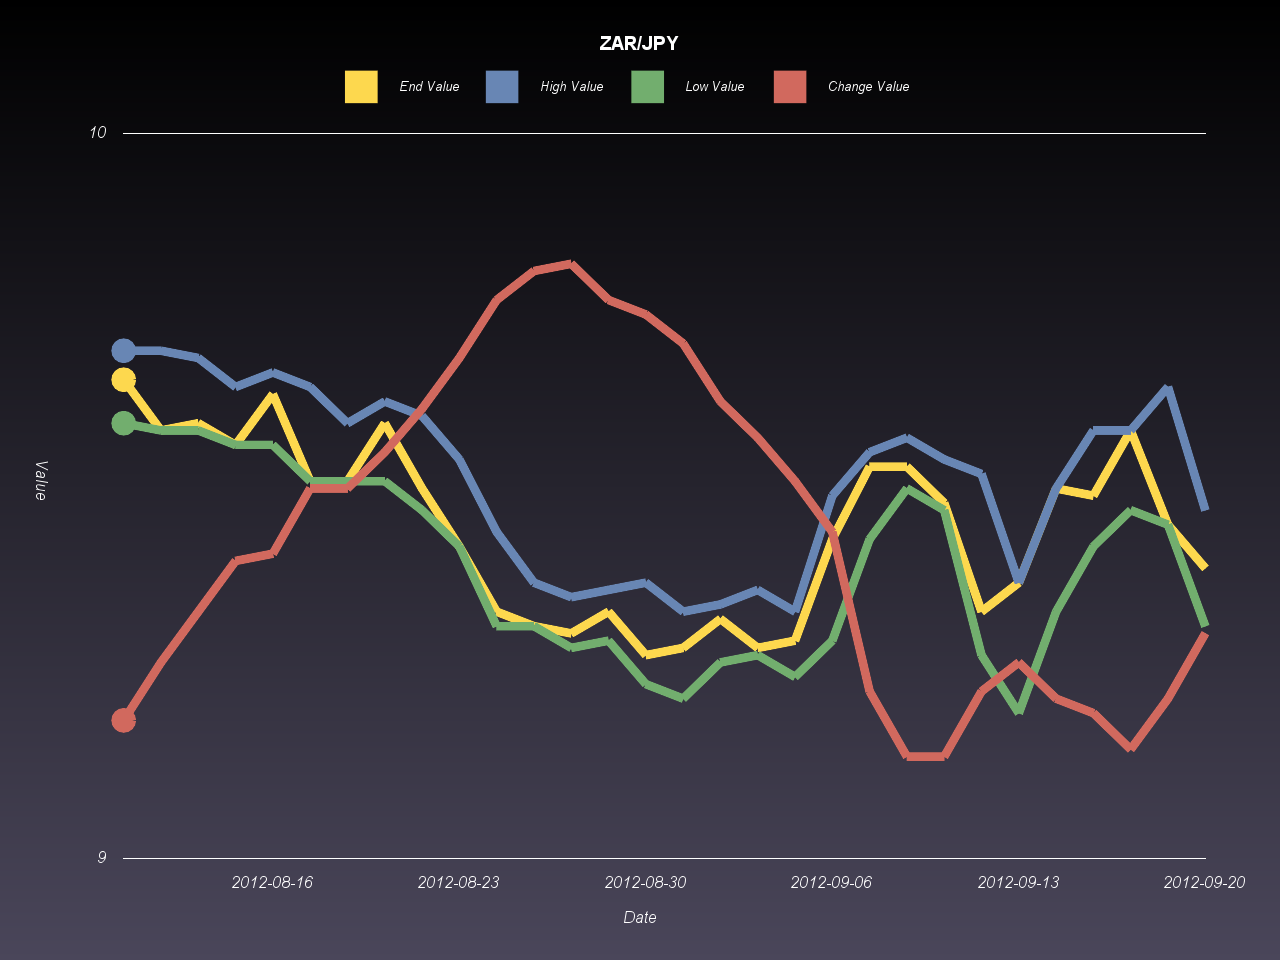 ZAR/JPY
End Value High Value Low Value Change Value
10
Value
9
2012-08-16 2012-08-23 2012-08-30 2012-09-06 2012-09-13 2012-09-20
Date